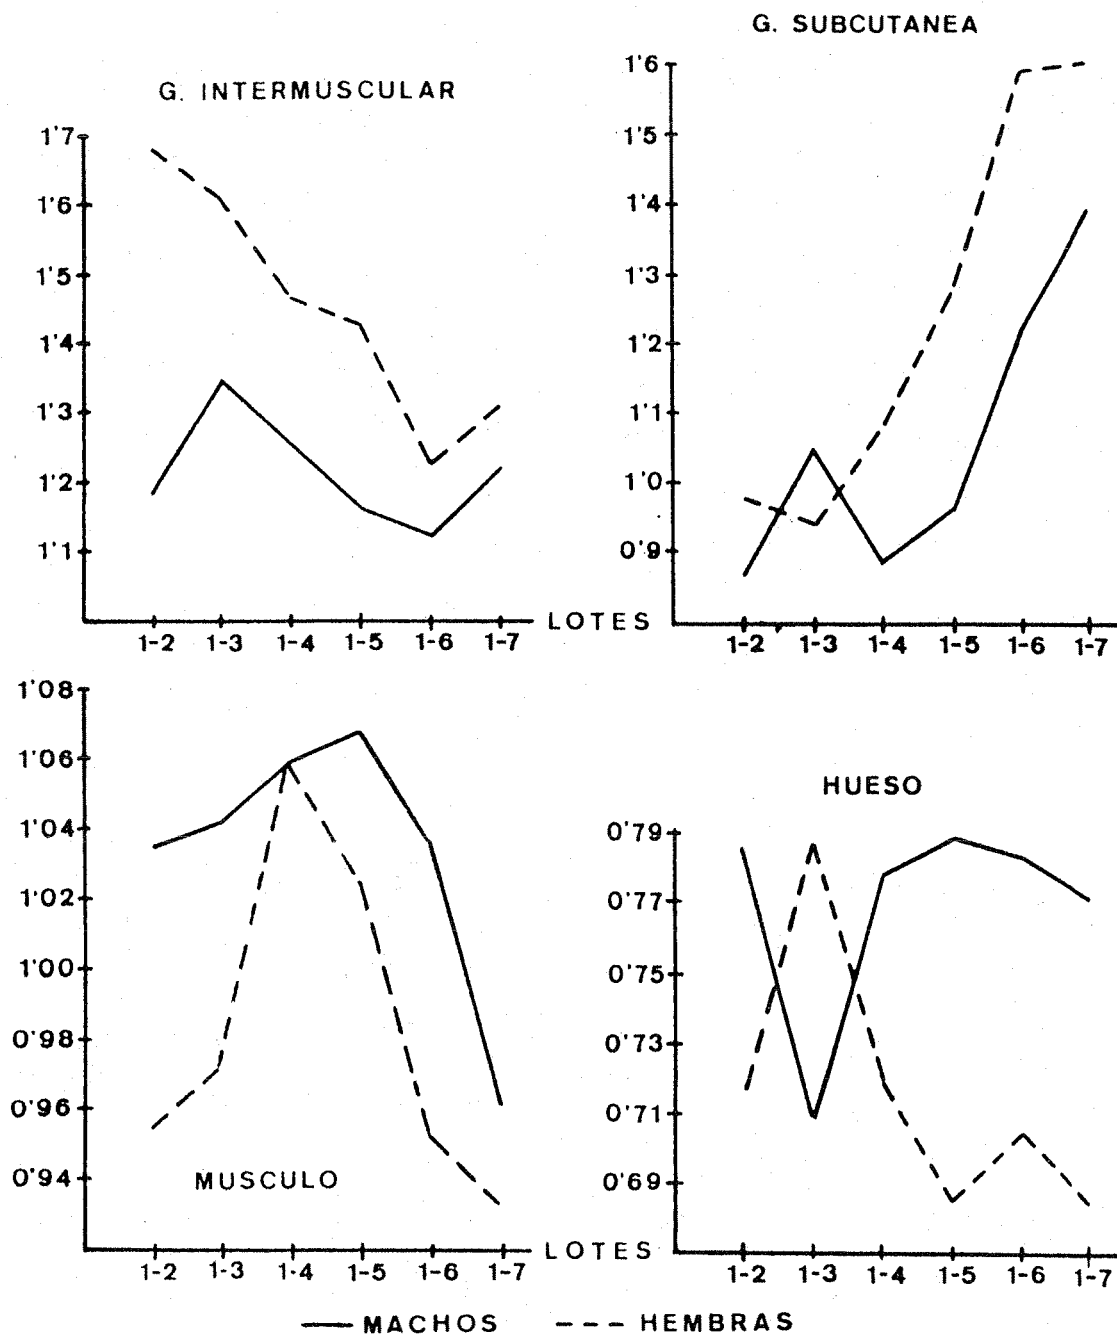 G. INTERMUSCULAR
1'7
1'6
1'5
1'4
1'3
1'2
1'1
1-2 1-3 1-4 1-5 1-6 1-7
LOTES
G. SUBCUTANEA
1'6
1'5
1'4
1'3
1'2
1'1
1'0
0'9
1-2 1-3 1-4 1-5 1-6 1-7
1'08
1'06
1'04
1'02
1'00
0'98
0'96
0'94
MUSCULO
1-2 1-3 1-4 1-5 1-6 1-7
LOTES
HUESO
0'79
0'77
0'75
0'73
0'71
0'69
1-2 1-3 1-4 1-5 1-6 1-7
MACHOS HEMBRAS